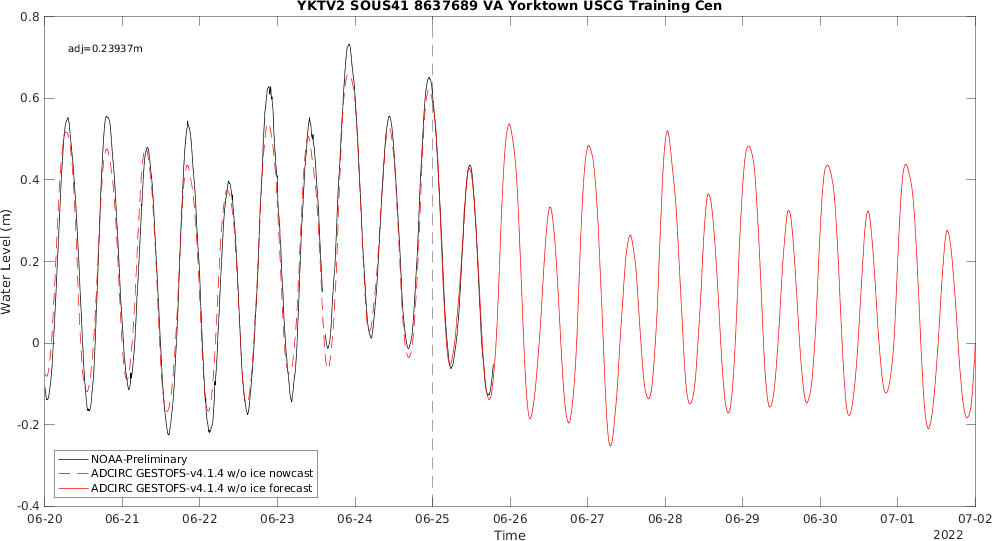 YKTV2 SOUS41 8637689 VA Yorktown USCG Training Cen
adj=0.23937m
0.8
0.6
0.4
0.2
0
-0.2
-0.4
Water Level (m)
NOAA-Preliminary
ADCIRC GESTOFS-v4.1.4 w/o ice nowcast
ADCIRC GESTOFS-v4.1.4 w/o ice forecast
06-20 06-21 06-22 06-23 06-24 06-25 06-26 06-27 06-28 06-29 06-30 07-01 07-02
Time
2022